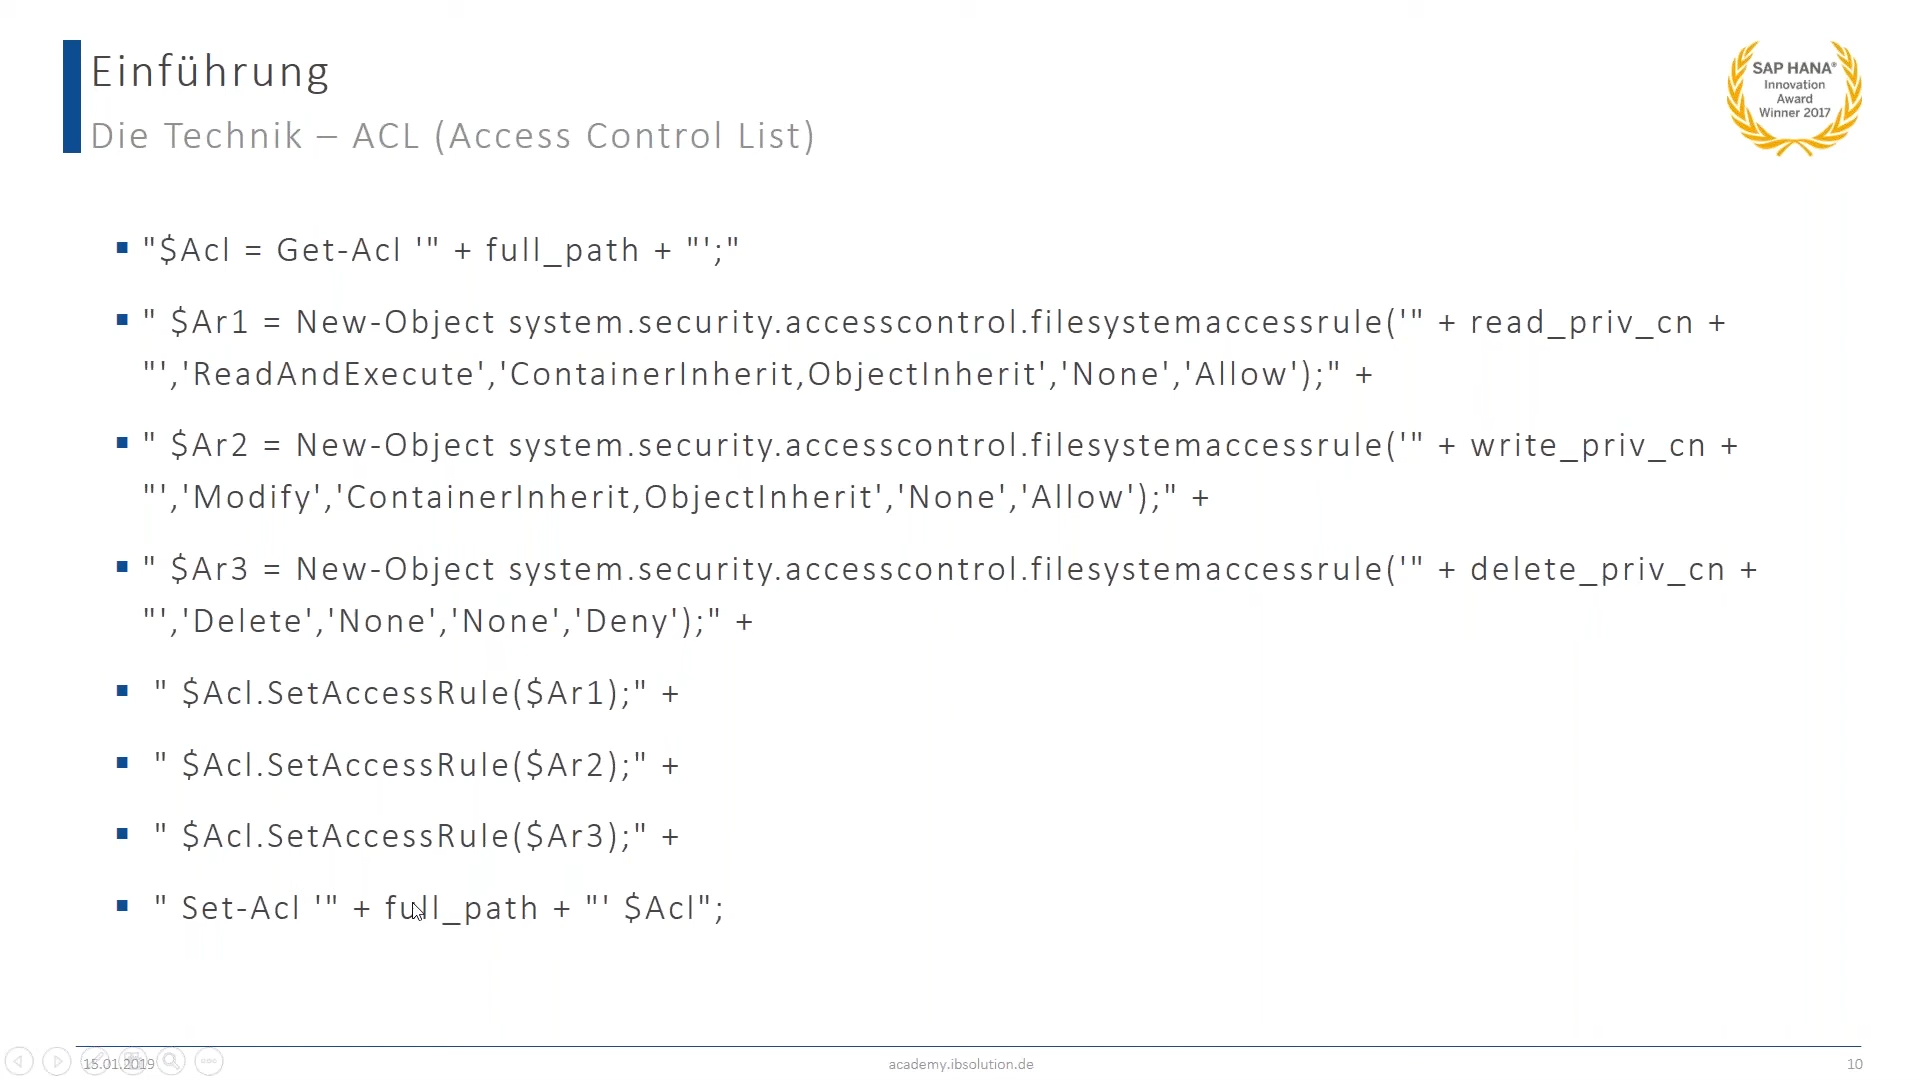 Einführung
Die Technik – ACL (Access Control List)
SAP HANA®
Innovation
Award
Winner 2017
"$Acl = Get-Acl '" + full_path + "';"
" $Ar1 = New-Object system.security.accesscontrol.filesystemaccessrule('" + read_priv_cn +
"','ReadAndExecute','ContainerInherit,ObjectInherit','None','Allow');" +
" $Ar2 = New-Object system.security.accesscontrol.filesystemaccessrule('" + write_priv_cn +
"','Modify','ContainerInherit,ObjectInherit','None','Allow');" +
" $Ar3 = New-Object system.security.accesscontrol.filesystemaccessrule('" + delete_priv_cn +
"','Delete','None','None','Deny');" +
" $Acl.SetAccessRule($Ar1);" +
" $Acl.SetAccessRule($Ar2);" +
" $Acl.SetAccessRule($Ar3);" +
" Set-Acl '" + full_path + "' $Acl";
15.01.2019
academy.ibsolution.de
10